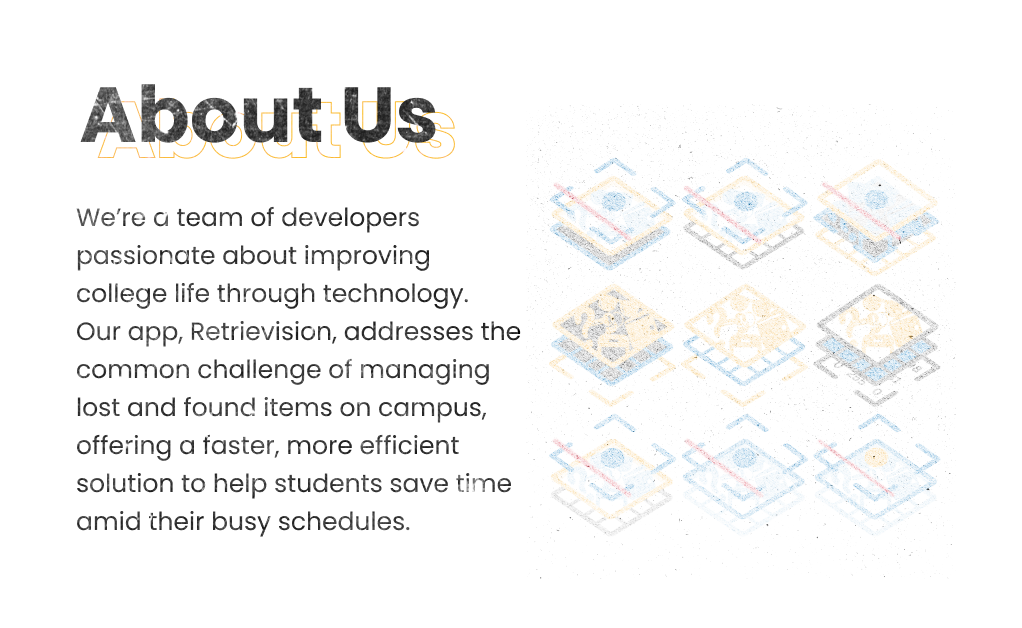 About Us
We're a team of developers
passionate about improving
college life through technology.
Our app, Retrievision, addresses the
common challenge of managing
lost and found items on campus,
offering a faster, more efficient
solution to help students save time
amid their busy schedules.